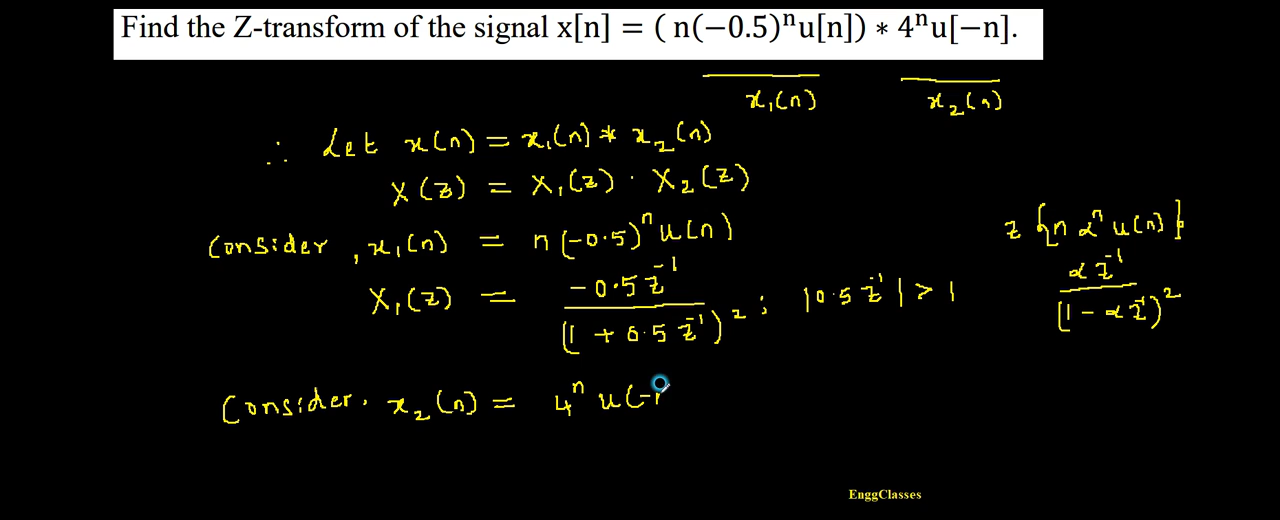 Find the Z-transform of the signal x[n] = ( n(−0.5)ⁿu[n]) ∗ 4ⁿu[−n].
x₁(n) x₂(n)
∴ Let x(n) = x₁(n) * x₂(n)
X(z) = X₁(z) · X₂(z)
Consider, x₁(n) = n(-0.5)ⁿ u(n)
z {n αⁿ u(n)}
X₁(z) = -0.5 z⁻¹ / (1 + 0.5 z⁻¹)² ; |0.5 z⁻¹| > 1
α z⁻¹ / (1 - α z⁻¹)²
Consider. x₂(n) = 4ⁿ u(-
EnggClasses